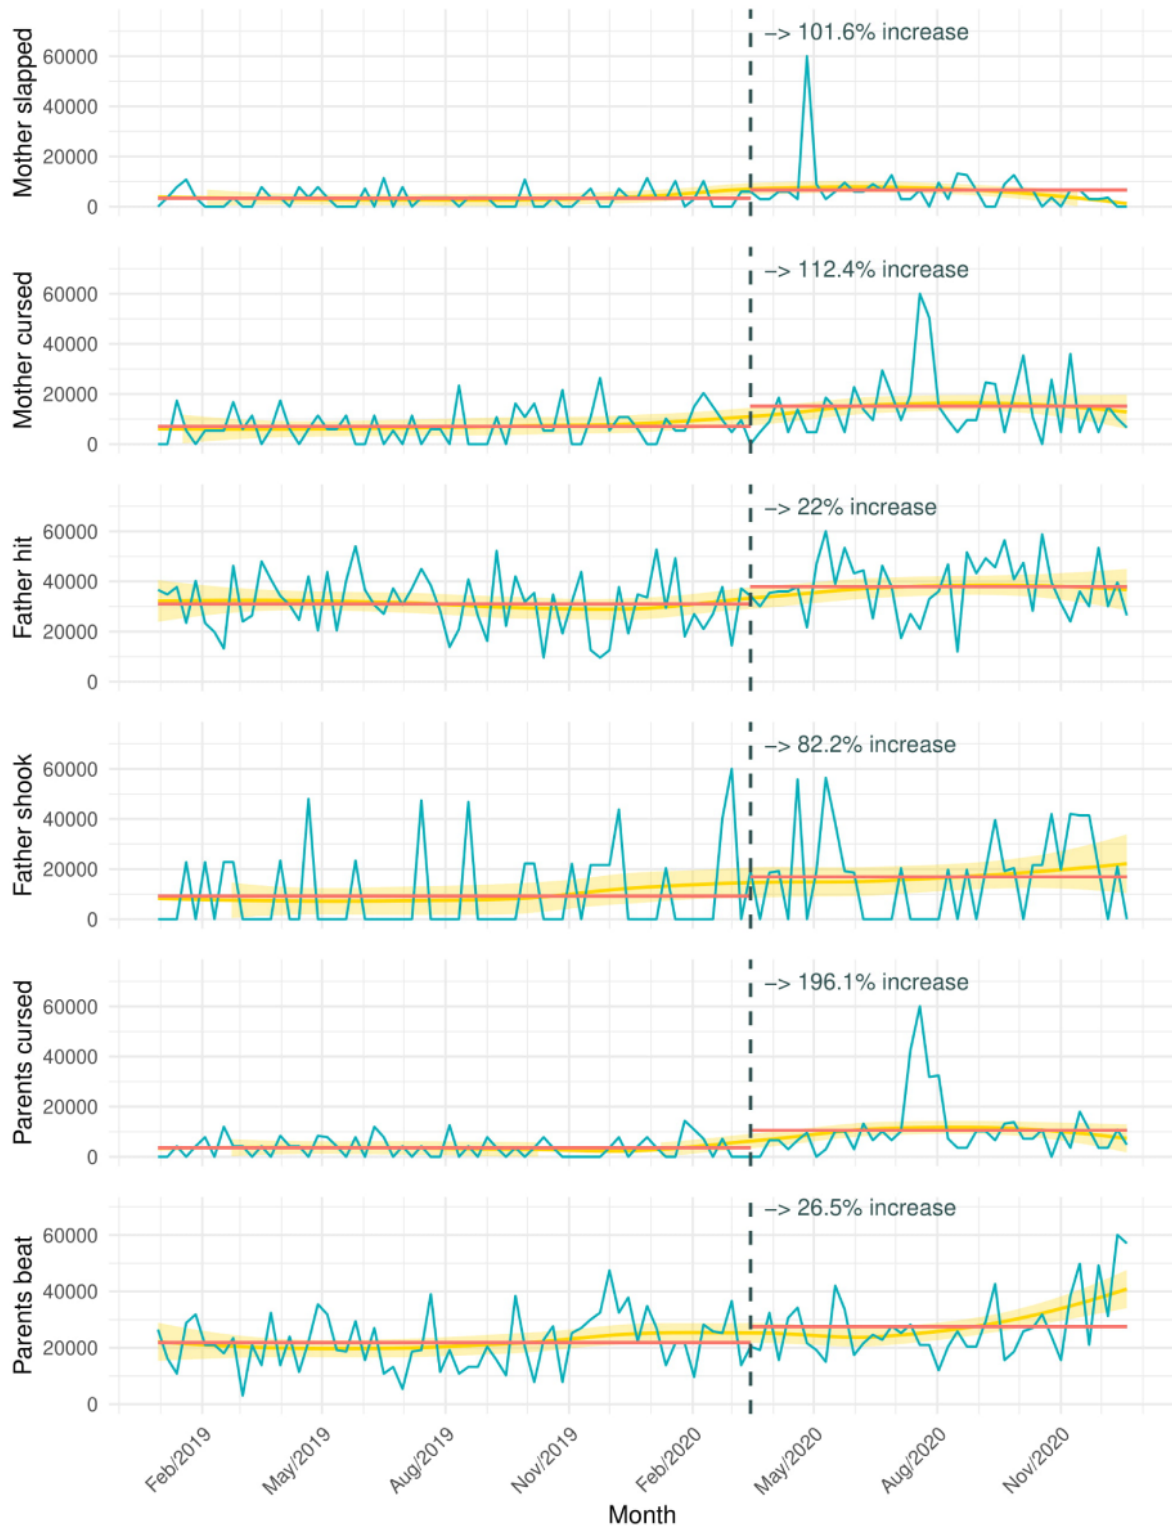 Mother slapped
60000
40000
20000
0
−> 101.6% increase
Mother cursed
60000
40000
20000
0
−> 112.4% increase
Father hit
60000
40000
20000
0
−> 22% increase
Father shook
60000
40000
20000
0
−> 82.2% increase
Parents cursed
60000
40000
20000
0
−> 196.1% increase
Parents beat
60000
40000
20000
0
−> 26.5% increase
Feb/2019
May/2019
Aug/2019
Nov/2019
Feb/2020
May/2020
Aug/2020
Nov/2020
Month